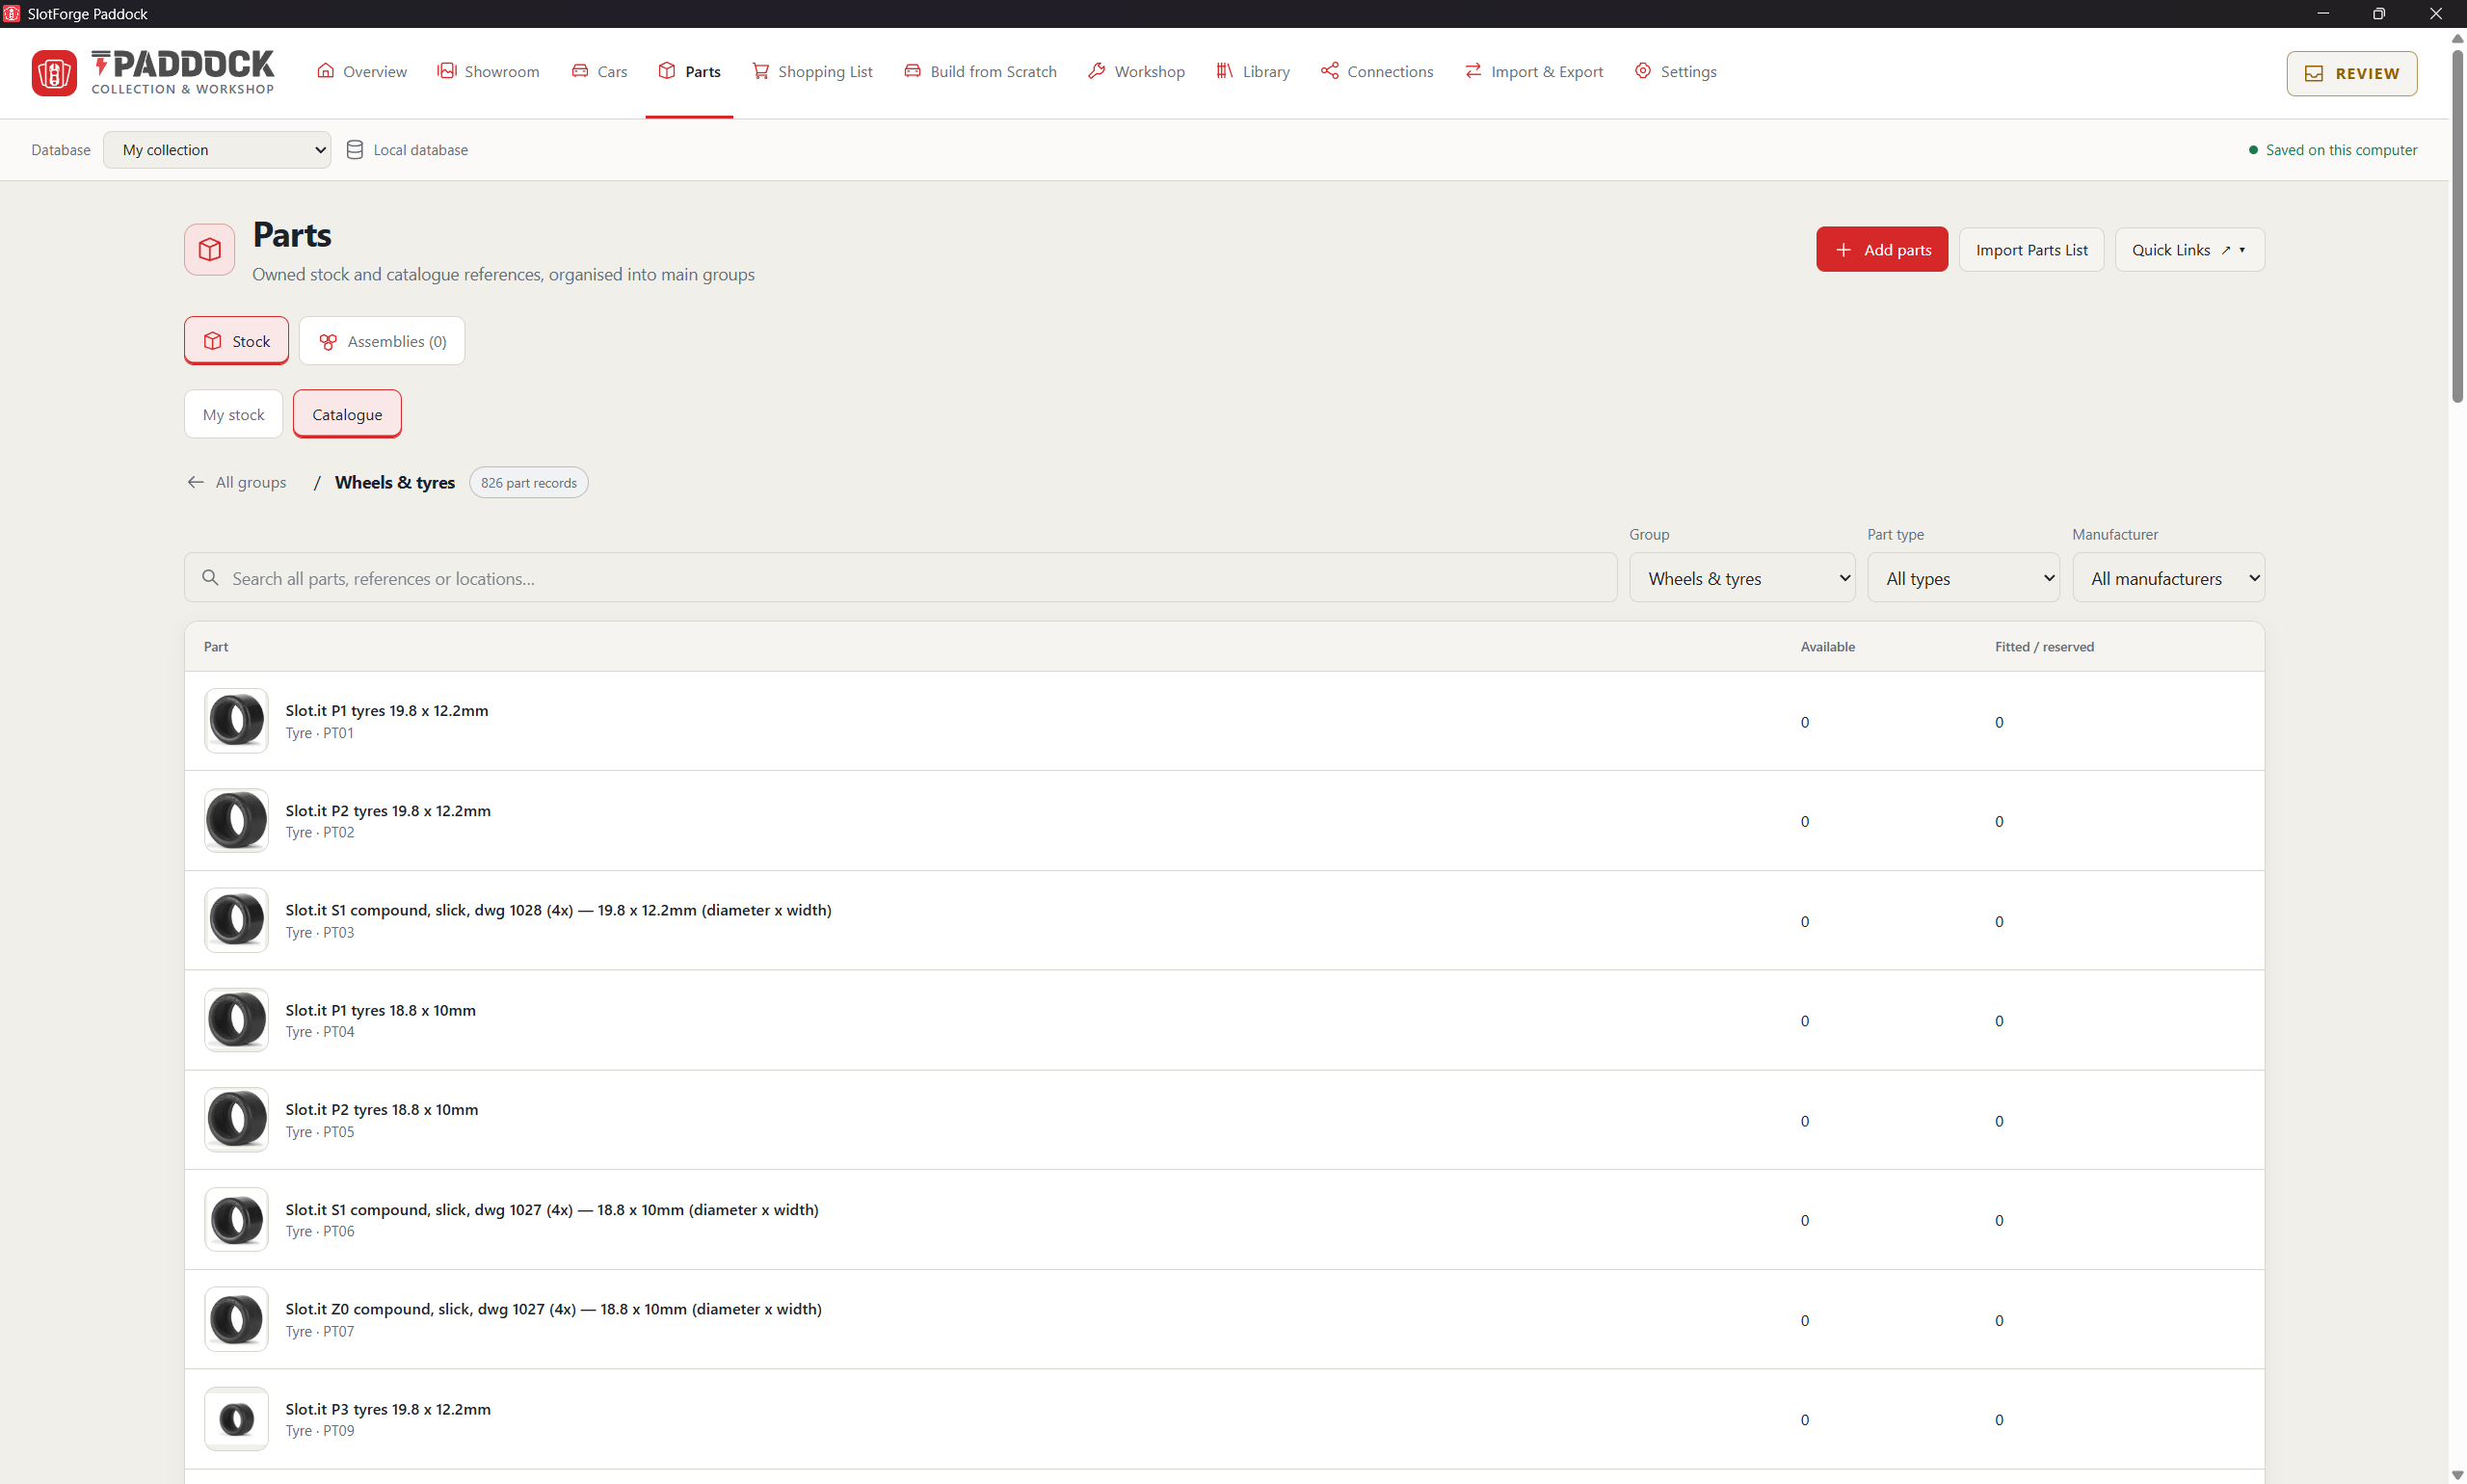 SlotForge Paddock
PADDOCK
COLLECTION & WORKSHOP
Overview
Showroom
Cars
Parts
Shopping List
Build from Scratch
Workshop
Library
Connections
Import & Export
Settings
REVIEW
Database
My collection
Local database
Saved on this computer
Parts
Owned stock and catalogue references, organised into main groups
Add parts
Import Parts List
Quick Links
Stock
Assemblies (0)
My stock
Catalogue
All groups / Wheels & tyres
826 part records
Group
Part type
Manufacturer
Search all parts, references or locations...
Wheels & tyres
All types
All manufacturers
Part
Available
Fitted / reserved
Slot.it P1 tyres 19.8 x 12.2mm
Tyre · PT01
0
0
Slot.it P2 tyres 19.8 x 12.2mm
Tyre · PT02
0
0
Slot.it S1 compound, slick, dwg 1028 (4x) — 19.8 x 12.2mm (diameter x width)
Tyre · PT03
0
0
Slot.it P1 tyres 18.8 x 10mm
Tyre · PT04
0
0
Slot.it P2 tyres 18.8 x 10mm
Tyre · PT05
0
0
Slot.it S1 compound, slick, dwg 1027 (4x) — 18.8 x 10mm (diameter x width)
Tyre · PT06
0
0
Slot.it Z0 compound, slick, dwg 1027 (4x) — 18.8 x 10mm (diameter x width)
Tyre · PT07
0
0
Slot.it P3 tyres 19.8 x 12.2mm
Tyre · PT09
0
0